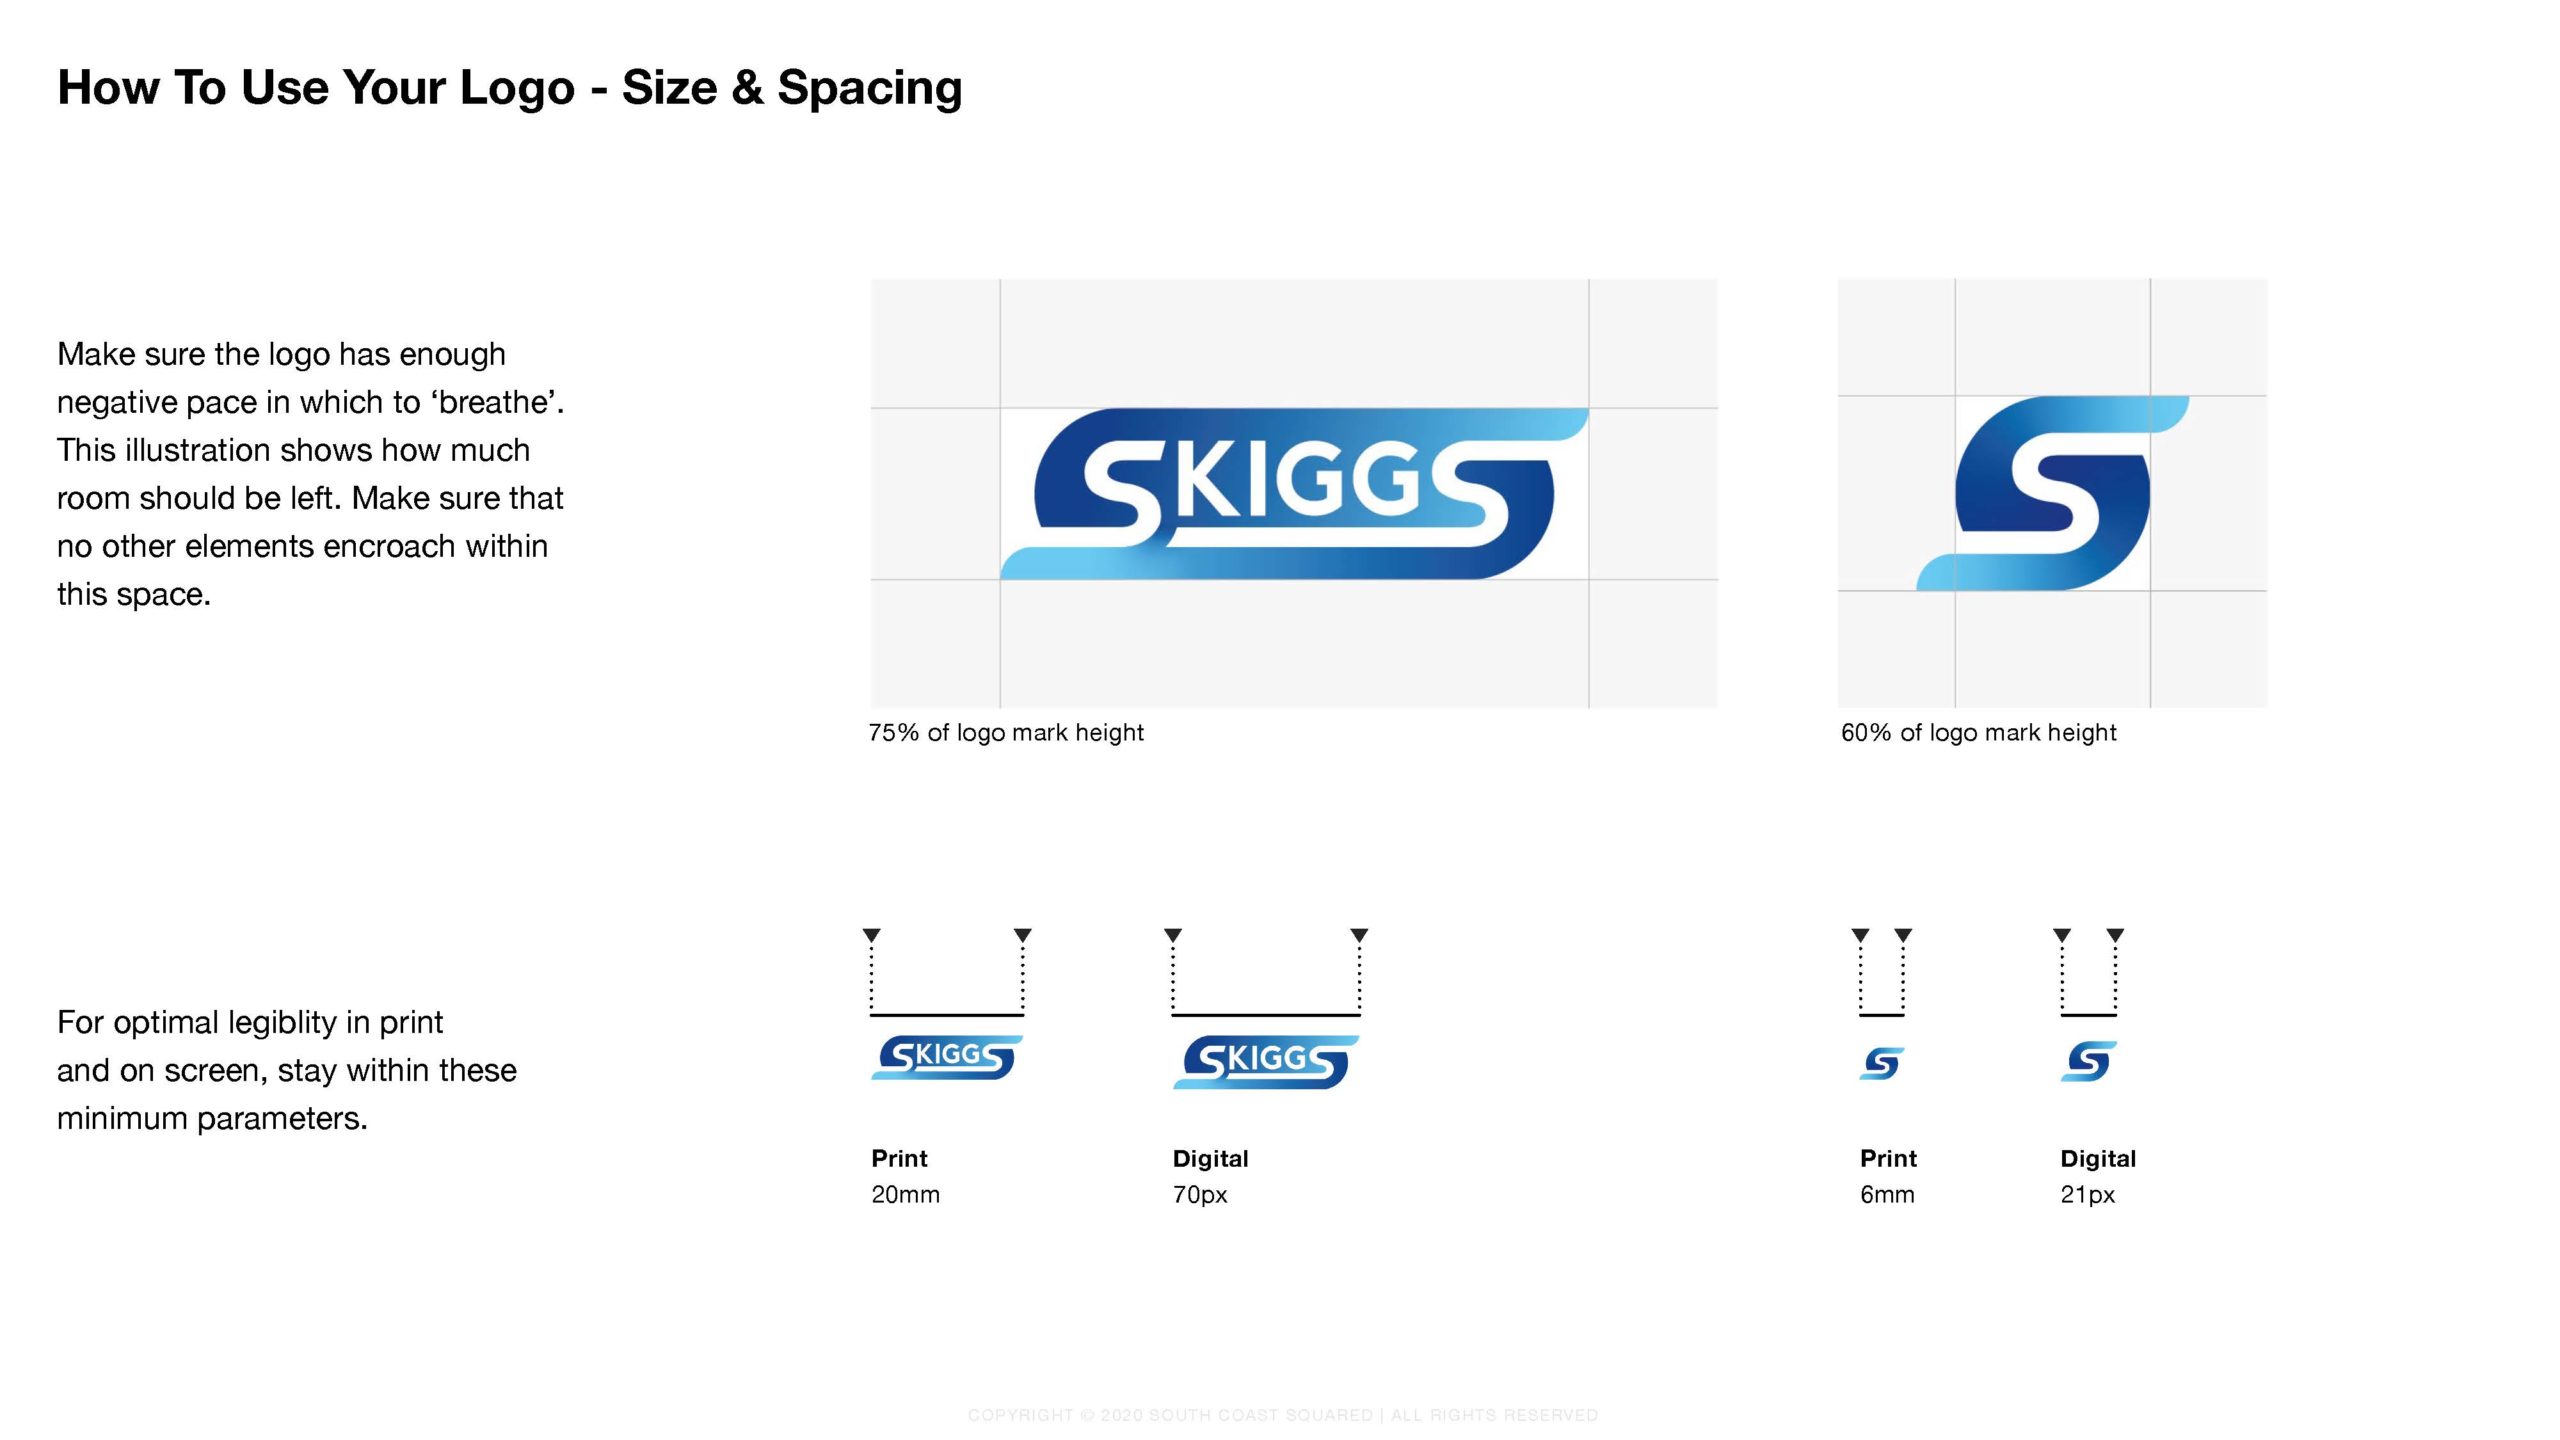 How To Use Your Logo - Size & Spacing
Make sure the logo has enough
negative pace in which to ‘breathe’.
This illustration shows how much
room should be left. Make sure that
no other elements encroach within
this space.
SKIGGS
S
75% of logo mark height
60% of logo mark height
For optimal legiblity in print
and on screen, stay within these
minimum parameters.
SKIGGS
SKIGGS
S
S
Print
20mm
Digital
70px
Print
6mm
Digital
21px
COPYRIGHT © 2020 SOUTH COAST SQUARED | ALL RIGHTS RESERVED